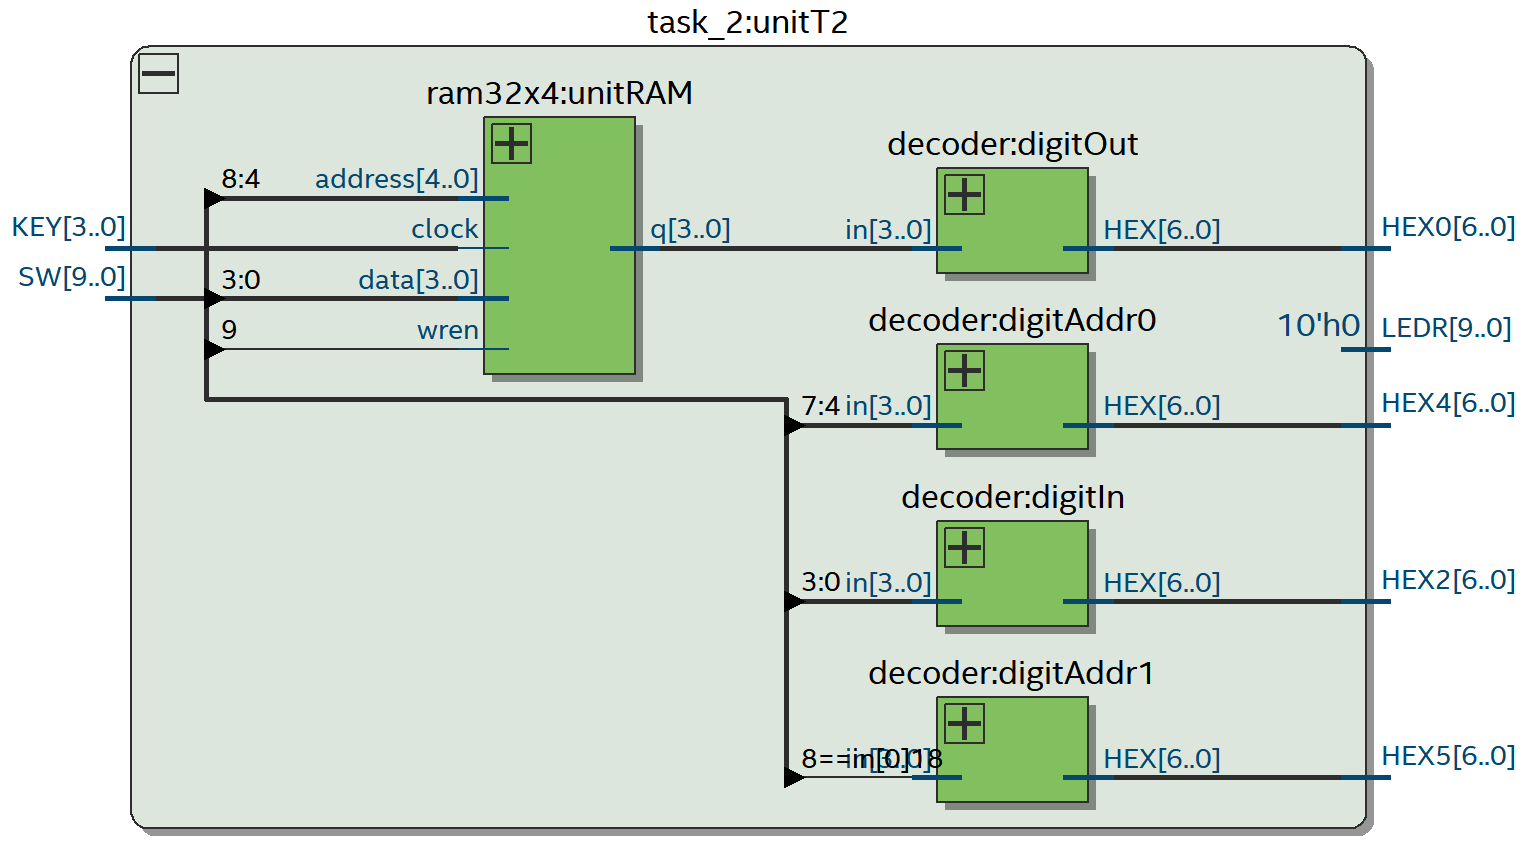 task_2:unitT2
ram32x4:unitRAM
decoder:digitOut
8:4 address[4..0]
KEY[3..0] clock q[3..0] in[3..0] HEX[6..0] HEX0[6..0]
SW[9..0] 3:0 data[3..0]
decoder:digitAddr0
9 wren 10'h0 LEDR[9..0]
7:4 in[3..0] HEX[6..0] HEX4[6..0]
decoder:digitIn
3:0 in[3..0] HEX[6..0] HEX2[6..0]
decoder:digitAddr1
HEX[6..0] HEX5[6..0]